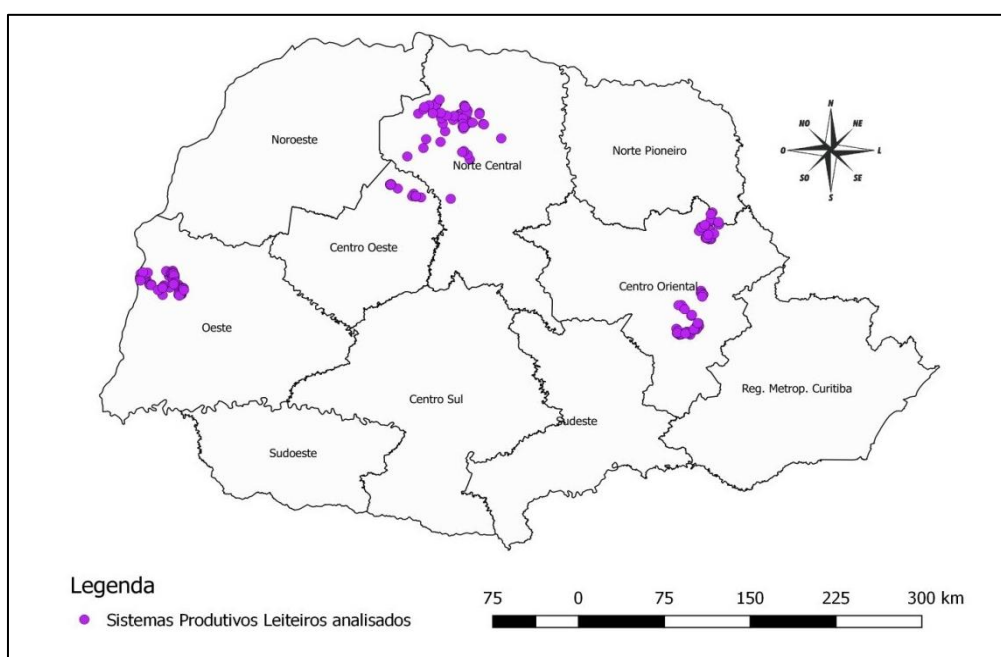 N
NO
NE
O
L
SO
SE
S
Noroeste
Norte Central
Norte Pioneiro
Centro Oeste
Centro Oriental
Oeste
Centro Sul
Sudeste
Reg. Metrop. Curitiba
Sudoeste
Legenda
Sistemas Produtivos Leiteiros analisados
75 0 75 150 225 300 km